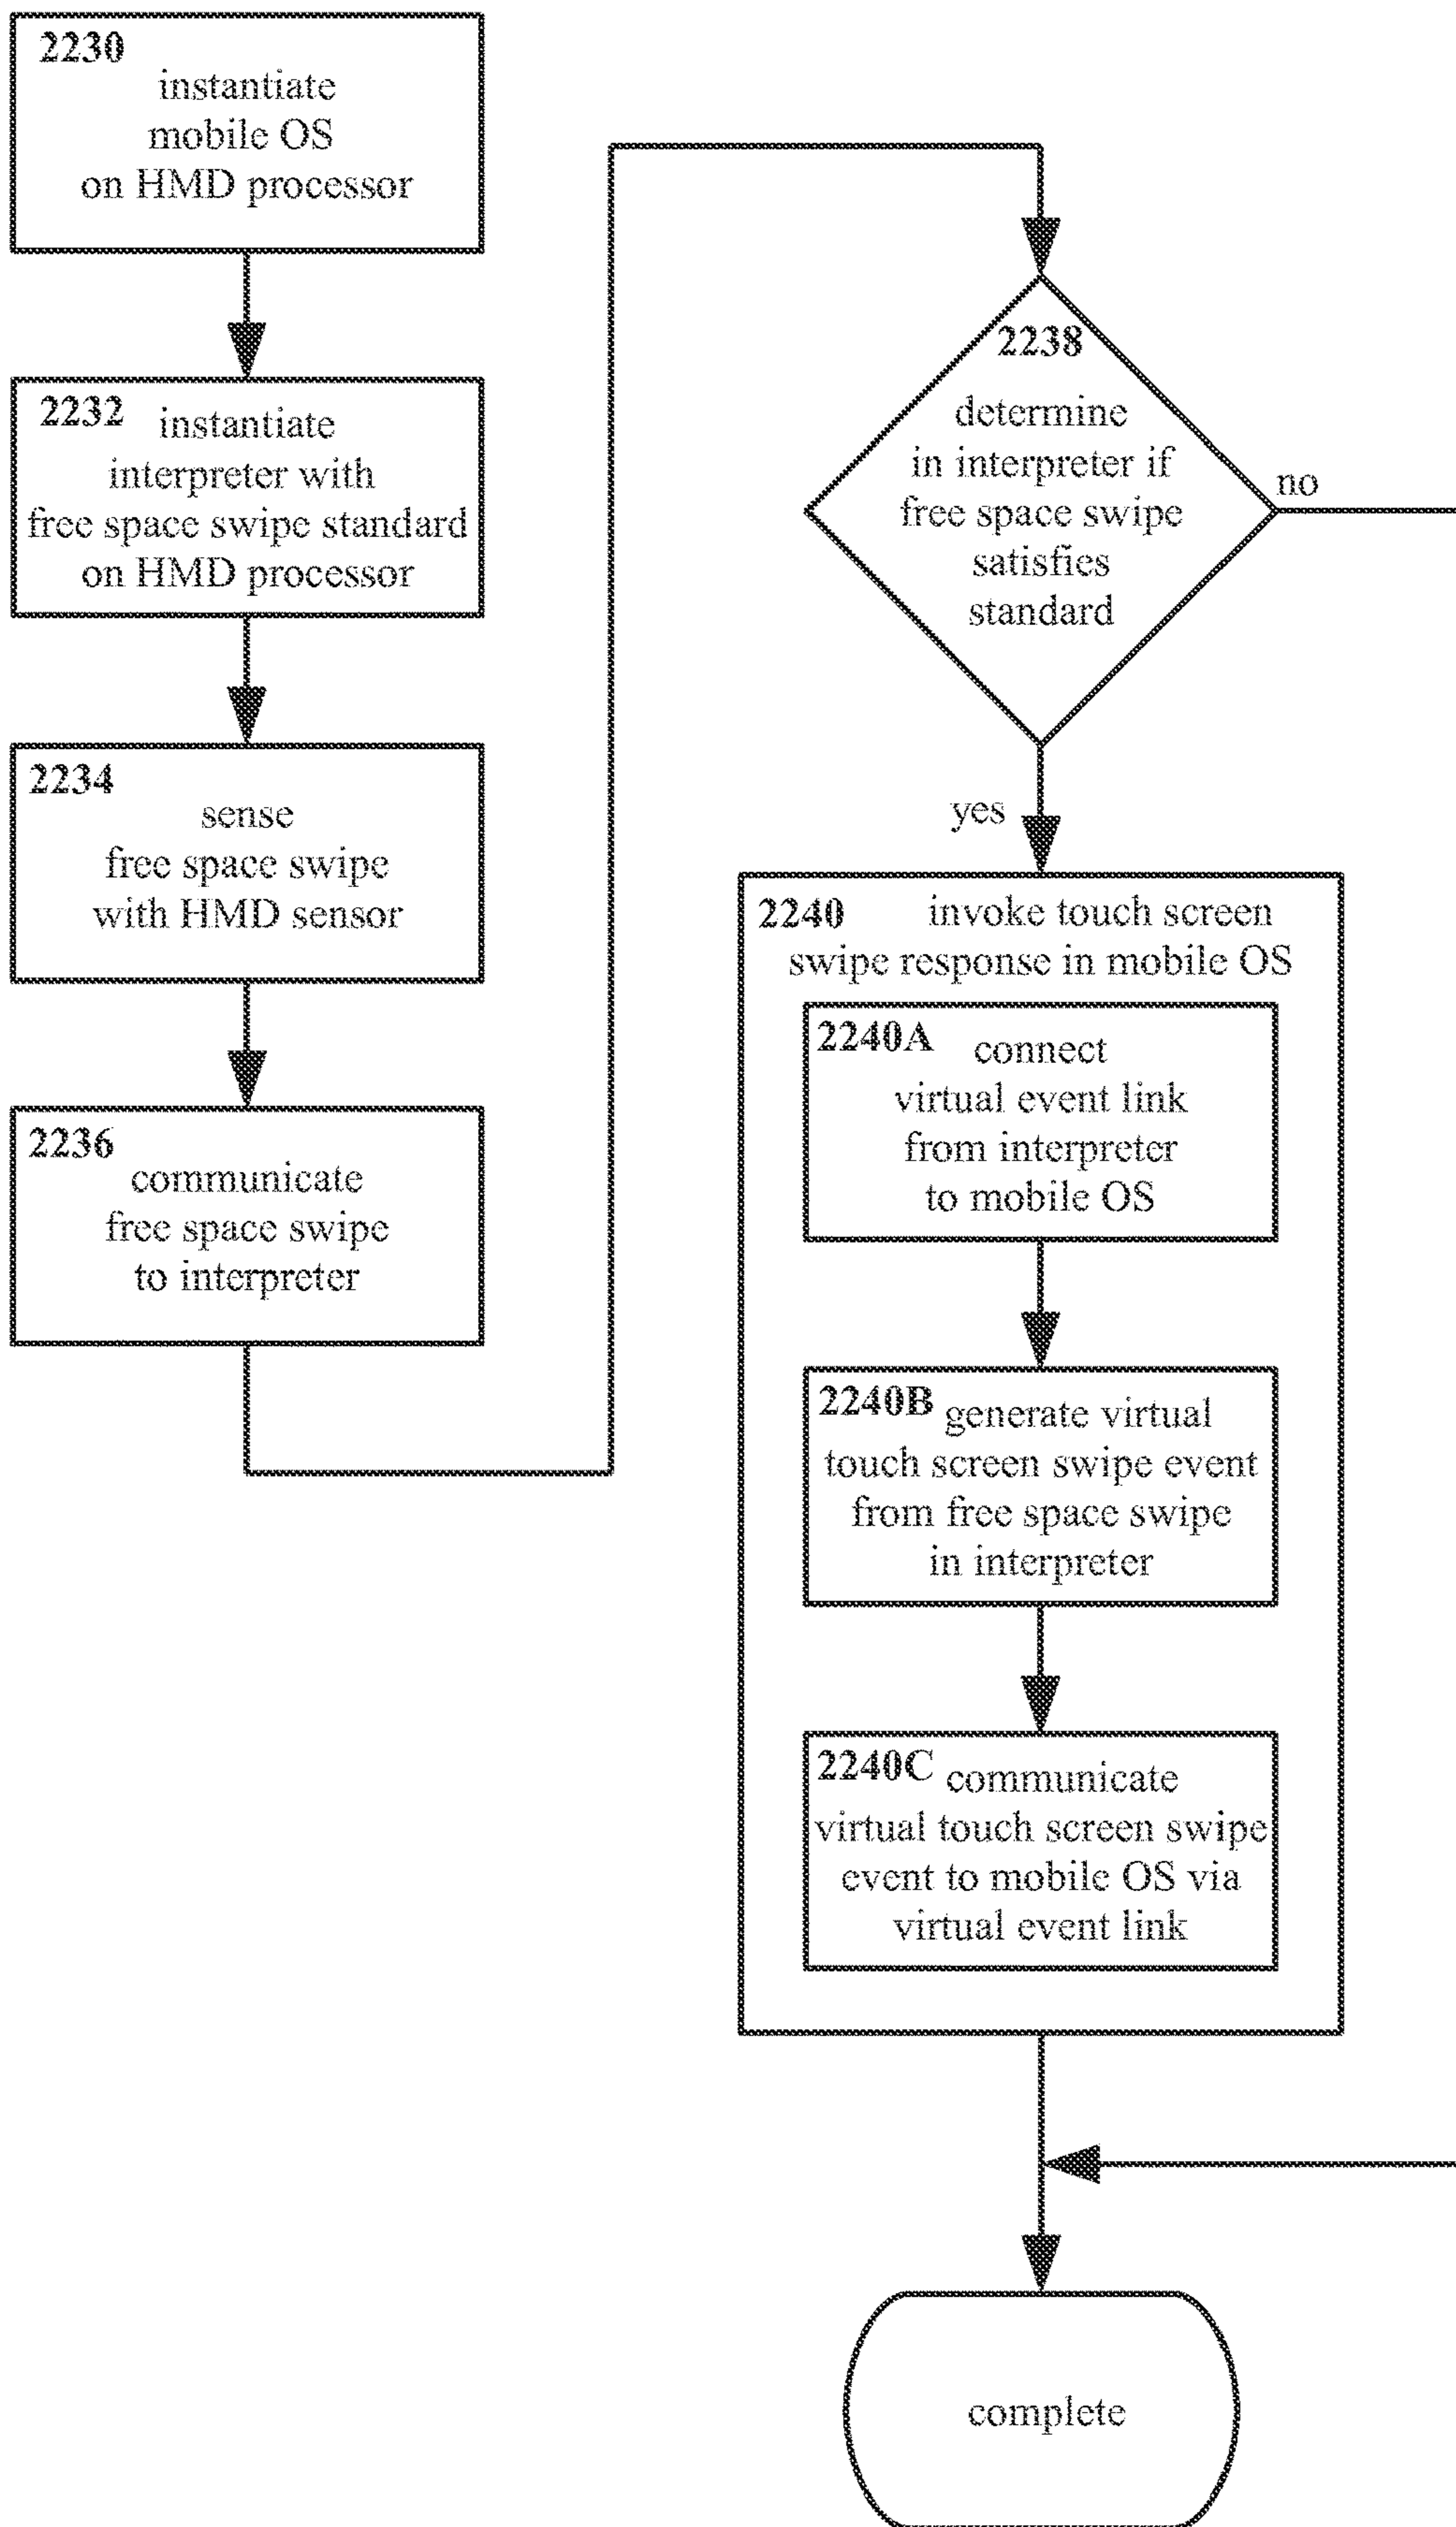 2230
instantiate
mobile OS
on HMD processor
2232 instantiate
interpreter with
free space swipe standard
on HMD processor
2234
sense
free space swipe
with HMD sensor
2236
communicate
free space swipe
to interpreter
2238
determine
in interpreter if
free space swipe
satisfies
standard
no
yes
2240 invoke touch screen
swipe response in mobile OS
2240A connect
virtual event link
from interpreter
to mobile OS
2240B generate virtual
touch screen swipe event
from free space swipe
in interpreter
2240C communicate
virtual touch screen swipe
event to mobile OS via
virtual event link
complete